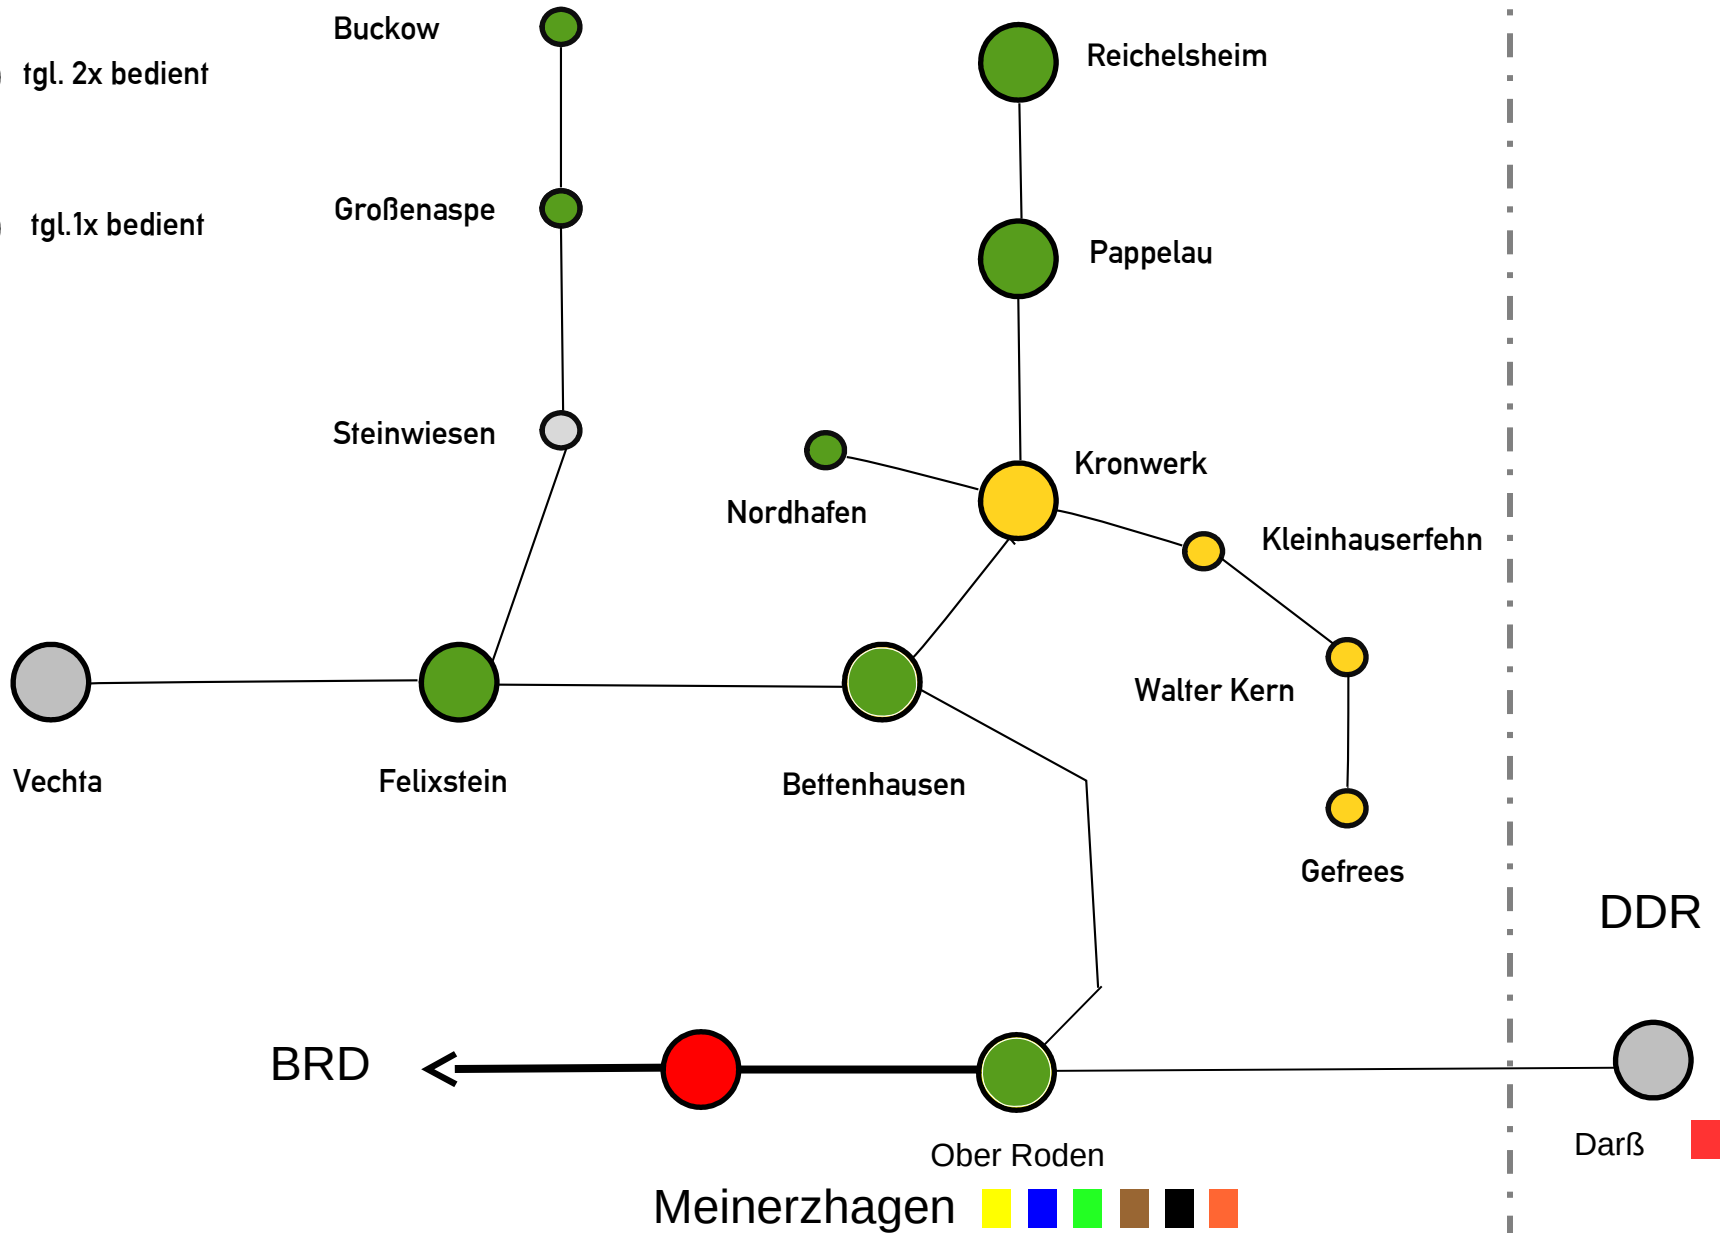 Buckow
Reichelsheim
tgl. 2x bedient
Großenaspe
tgl.1x bedient
Pappelau
Steinwiesen
Kronwerk
Nordhafen
Kleinhauserfehn
Walter Kern
Vechta
Felixstein
Bettenhausen
Gefrees
DDR
BRD
Darß
Ober Roden
Meinerzhagen